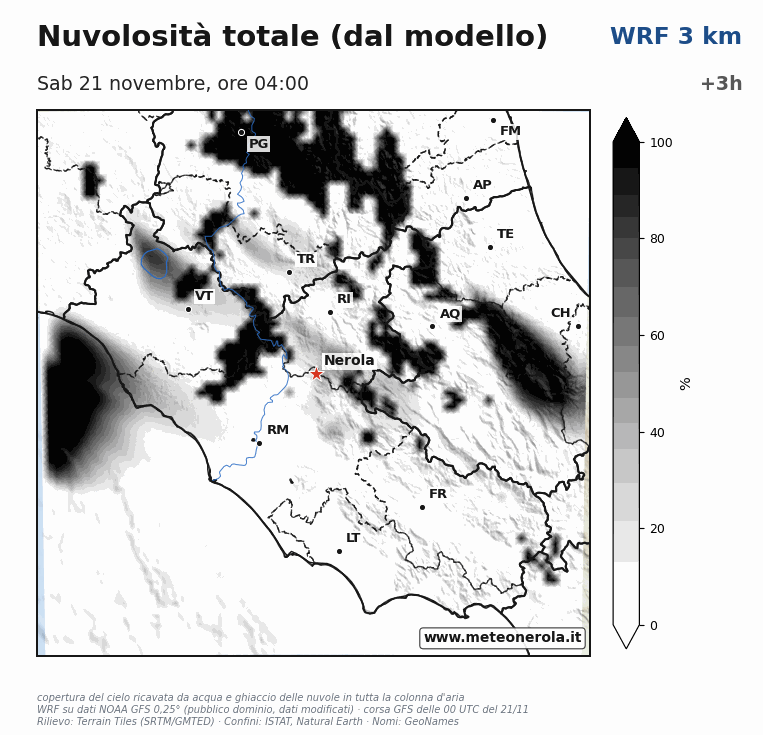 Nuvolosità totale (dal modello)
WRF 3 km
Sab 21 novembre, ore 04:00
+3h
FM
PG
AP
TE
TR
VT
RI
AQ
CH
Nerola
RM
FR
LT
www.meteonerola.it
100
80
60
40
20
0
%
copertura del cielo ricavata da acqua e ghiaccio delle nuvole in tutta la colonna d'aria
WRF su dati NOAA GFS 0,25° (pubblico dominio, dati modificati) · corsa GFS delle 00 UTC del 21/11
Rilievo: Terrain Tiles (SRTM/GMTED) · Confini: ISTAT, Natural Earth · Nomi: GeoNames